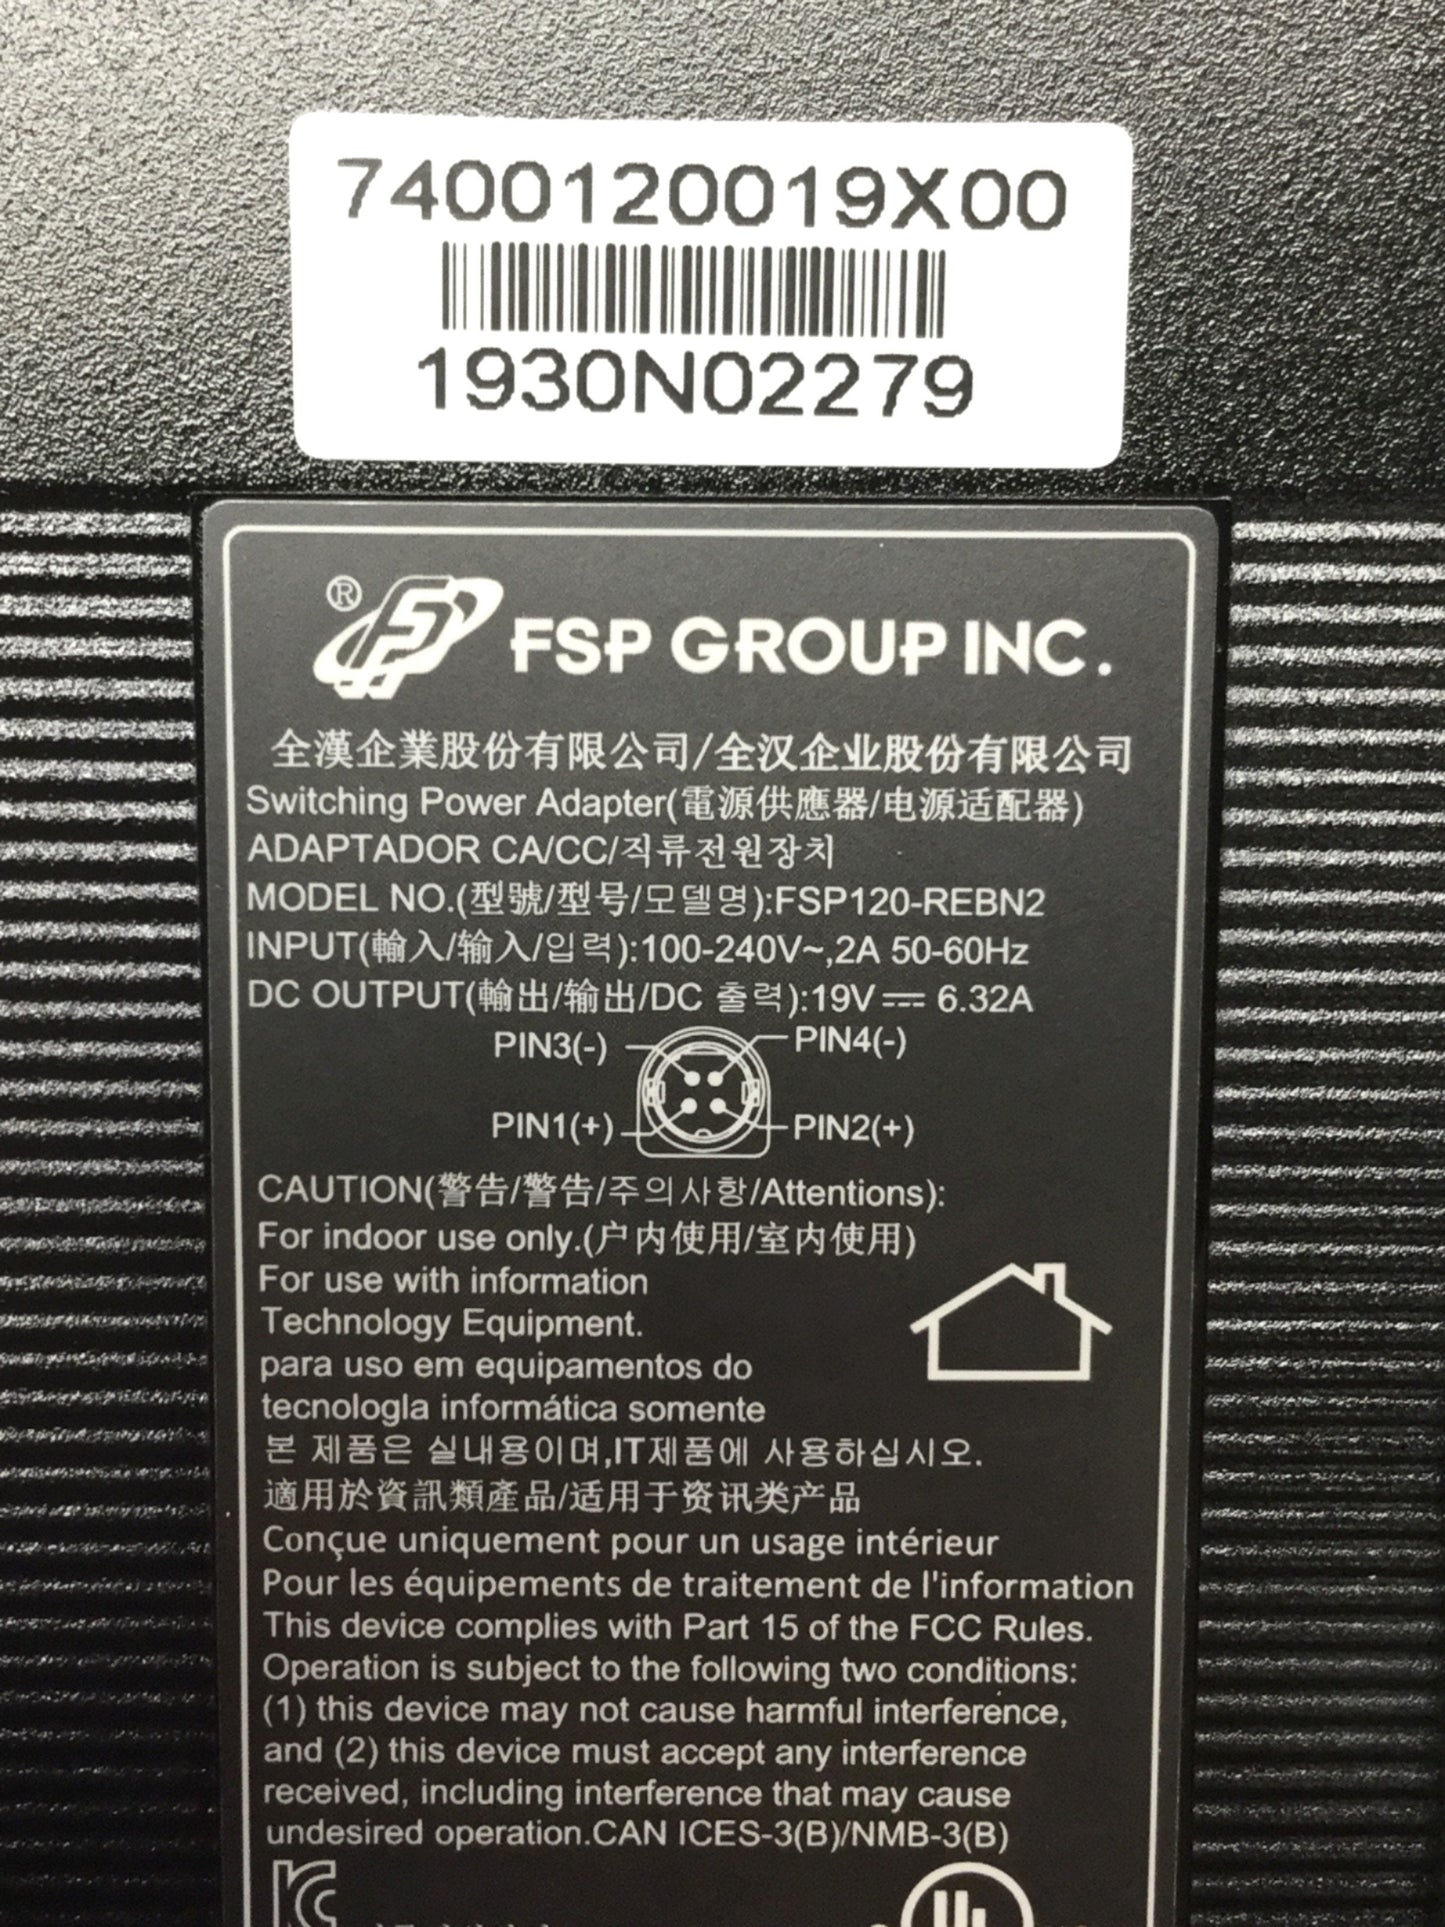 7400120019X00
1930N02279
® FSP GROUP INC.
全漢企業股份有限公司/全汉企业股份有限公司
Switching Power Adapter(電源供應器/电源适配器)
ADAPTADOR CA/CC/직류전원장치
MODEL NO.(型號/型号/모델명):FSP120-REBN2
INPUT(輸入/输入/입력):100-240V~,2A 50-60Hz
DC OUTPUT(輸出/输出/DC 출력):19V⎓ 6.32A
PIN3(-) PIN4(-)
PIN1(+) PIN2(+)
CAUTION(警告/警告/주의사항/Attentions):
For indoor use only.(户内使用/室内使用)
For use with information
Technology Equipment.
para uso em equipamentos do
tecnologla informática somente
본 제품은 실내용이며,IT제품에 사용하십시오.
適用於資訊類產品/适用于资讯类产品
Conçue uniquement pour un usage intérieur
Pour les équipements de traitement de l'information
This device complies with Part 15 of the FCC Rules.
Operation is subject to the following two conditions:
(1) this device may not cause harmful interference,
and (2) this device must accept any interference
received, including interference that may cause
undesired operation.CAN ICES-3(B)/NMB-3(B)